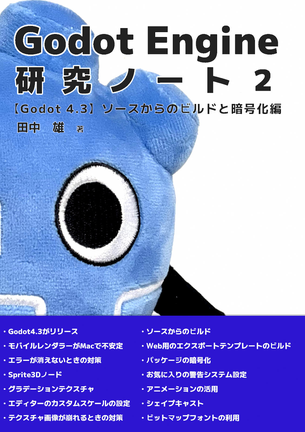 Godot Engine
研究ノート 2
【Godot 4.3】ソースからのビルドと暗号化編
田中 雄 著
・Godot4.3がリリース
・モバイルレンダラーがMacで不安定
・エラーが消えないときの対策
・Sprite3Dノード
・グラデーションテクスチャ
・エディターのカスタムスケールの設定
・テクスチャ画像が崩れるときの対策
・ソースからのビルド
・Web用のエクスポートテンプレートのビルド
・パッケージの暗号化
・お気に入りの警告システム設定
・アニメーションの活用
・シェイプキャスト
・ビットマップフォントの利用